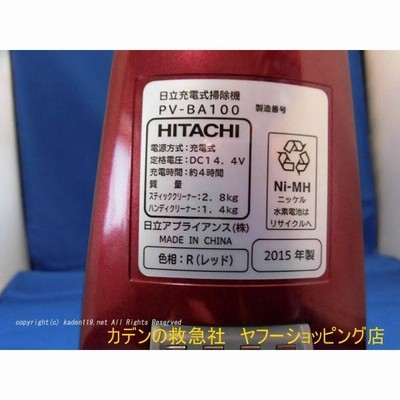 日立充電式掃除機
PV-BA100 製造番号
HITACHI
電源方式:充電式
定格電圧:DC14.4V
充電時間:約4時間
質 量
スティッククリーナー:2.8kg
ハンディクリーナー:1.4kg
Ni-MH
ニッケル
水素電池は
リサイクルへ
日立アプライアンス(株)
MADE IN CHINA
色相:R(レッド)
2015年製
copyright(c) kaden119.net All Rights Reserved
カデンの救急社 ヤフーショッピング店